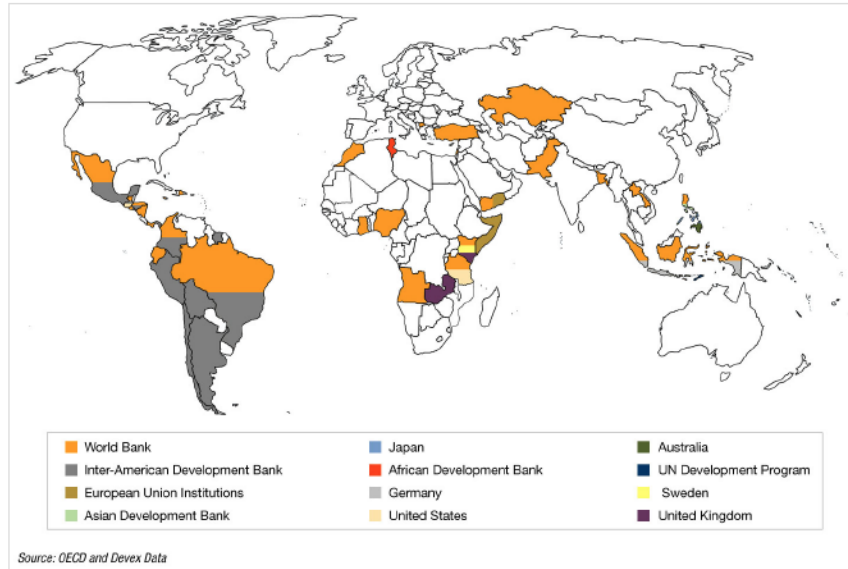 World Bank
Japan
Australia
Inter-American Development Bank
African Development Bank
UN Development Program
European Union Institutions
Germany
Sweden
Asian Development Bank
United States
United Kingdom
Source: OECD and Devex Data